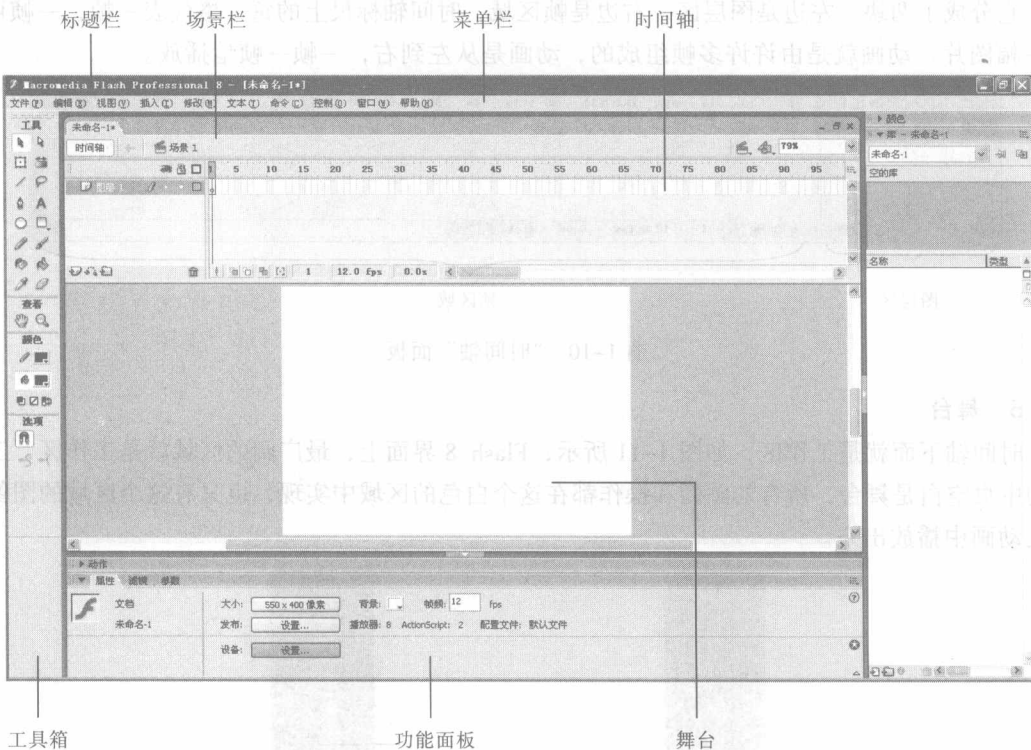 标题栏 场景栏 菜单栏 时间轴
Macromedia Flash Professional 8 - [未命名-1*]
文件(F) 编辑(E) 视图(V) 插入(I) 修改(M) 文本(T) 命令(C) 控制(O) 窗口(W) 帮助(H)
工具
未命名-1*
时间轴 场景 1 79%
1 5 10 15 20 25 30 35 40 45 50 55 60 65 70 75 80 85 90 95
图层 1
1 12.0 fps 0.0s
查看
颜色
选项
颜色
库 - 未命名-1
未命名-1
空的库
名称 类型
动作
属性 滤镜 参数
文档 大小: 550 x 400 像素 背景: 帧频: 12 fps
未命名-1 发布: 设置... 播放器: 8 ActionScript: 2 配置文件: 默认文件
设备: 设置...
工具箱 功能面板 舞台